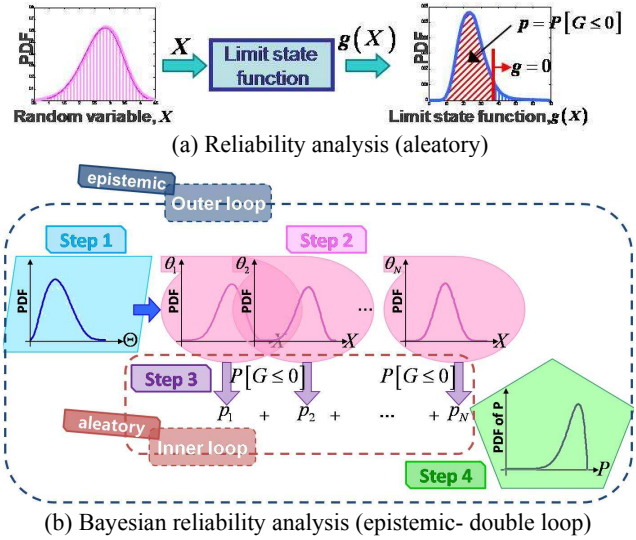 PDF
Random variable, X
X
Limit state
function
g(X)
PDF
p = P[G ≤ 0]
g = 0
Limit state function, g(X)
(a) Reliability analysis (aleatory)
epistemic
Outer loop
Step 1
Step 2
PDF
Θ
θ1
PDF
X
θ2
PDF
X
...
θN
PDF
X
Step 3
P[G ≤ 0]
P[G ≤ 0]
p1 + p2 + ... + pN
aleatory
Inner loop
Step 4
PDF of P
P
(b) Bayesian reliability analysis (epistemic- double loop)